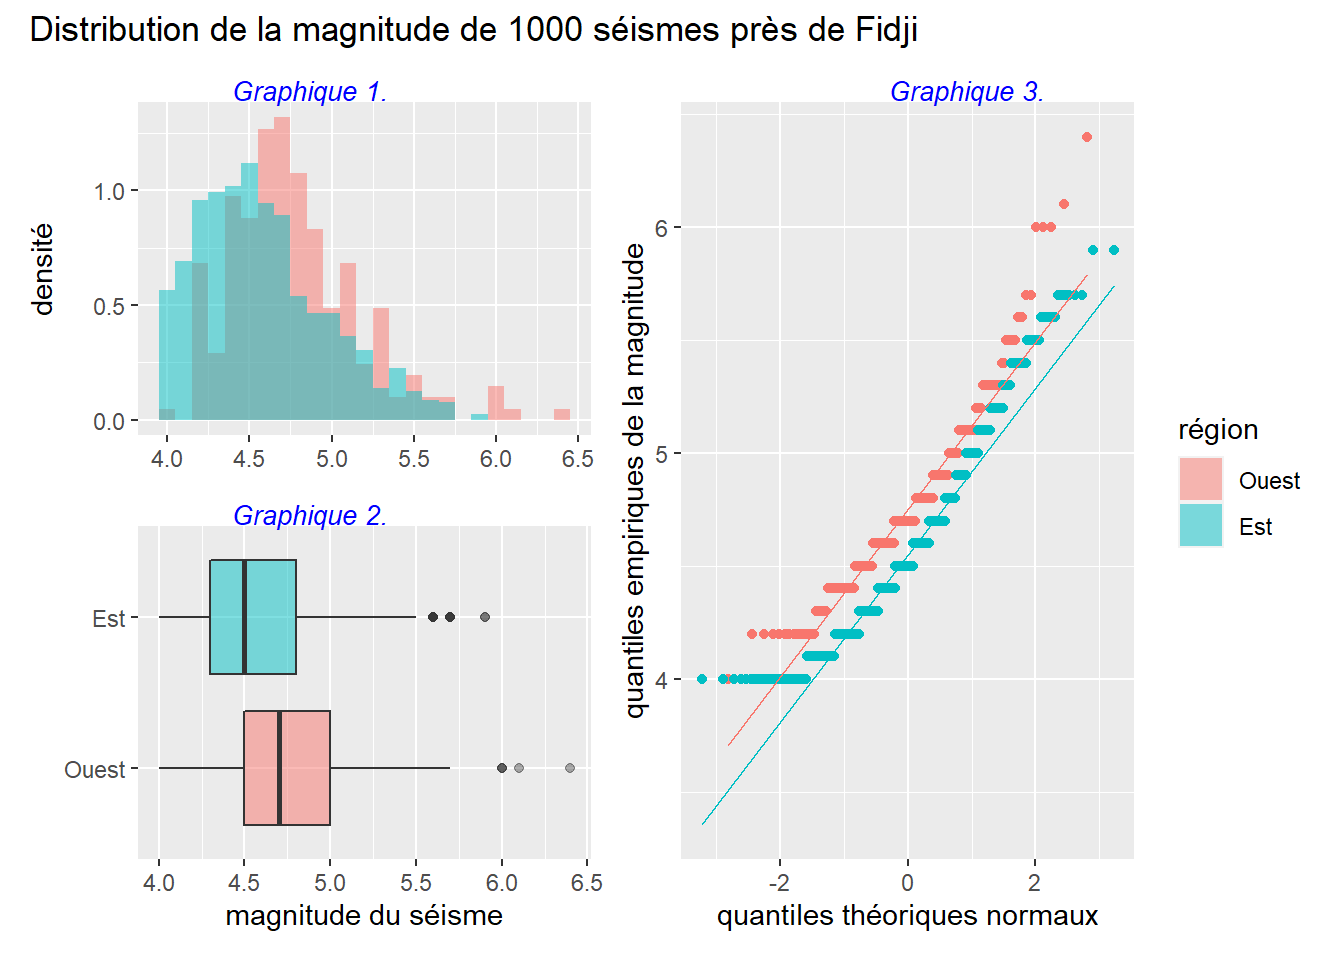 Distribution de la magnitude de 1000 séismes près de Fidji
Graphique 1.
densité
1.0
0.5
0.0
4.0 4.5 5.0 5.5 6.0 6.5
Graphique 2.
Est
Ouest
4.0 4.5 5.0 5.5 6.0 6.5
magnitude du séisme
Graphique 3.
quantiles empiriques de la magnitude
6
5
4
-2 0 2
quantiles théoriques normaux
région
Ouest
Est